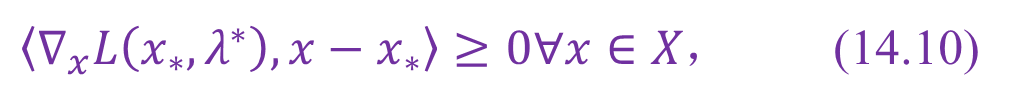 ⟨∇ₓL(x₊, λ*), x − x₊⟩ ≥ 0∀x ∈ X, (14.10)